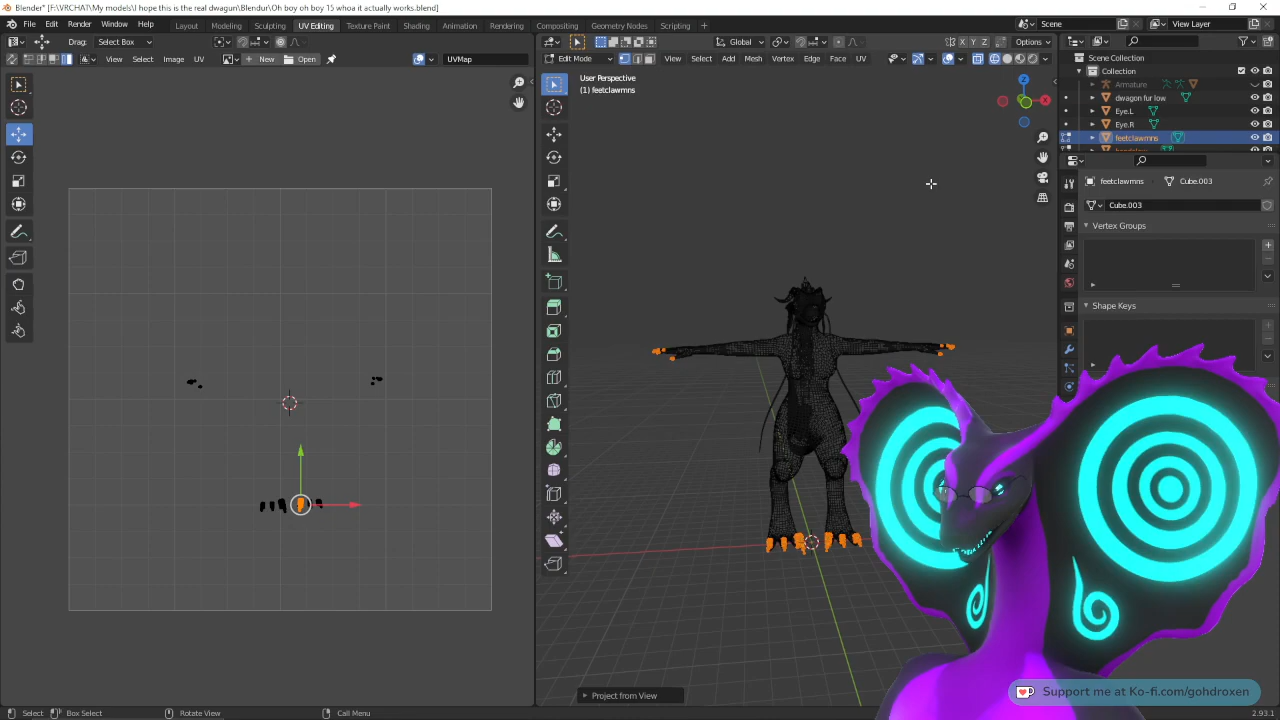 Blender* [F:\VRCHAT\My models\I hope this is the real dwagun\Blendur\Oh boy oh boy 15 whoa it actually works.blend]
File Edit Render Window Help Layout Modeling Sculpting UV Editing Texture Paint Shading Animation Rendering Compositing Geometry Nodes Scripting + Scene View Layer
Drag: Select Box Global X Y Z Options
View Select Image UV New Open UVMap Edit Mode View Select Add Mesh Vertex Edge Face UV
Scene Collection
Collection
Armature
dwagon fur low
Eye.L
Eye.R
feetclawmns
User Perspective
(1) feetclawmns
Z
X
feetclawmns Cube.003
Cube.003
Vertex Groups
Shape Keys
Project from View
Support me at Ko-fi.com/gohdroxen
Select Box Select Rotate View Call Menu 2.93.1